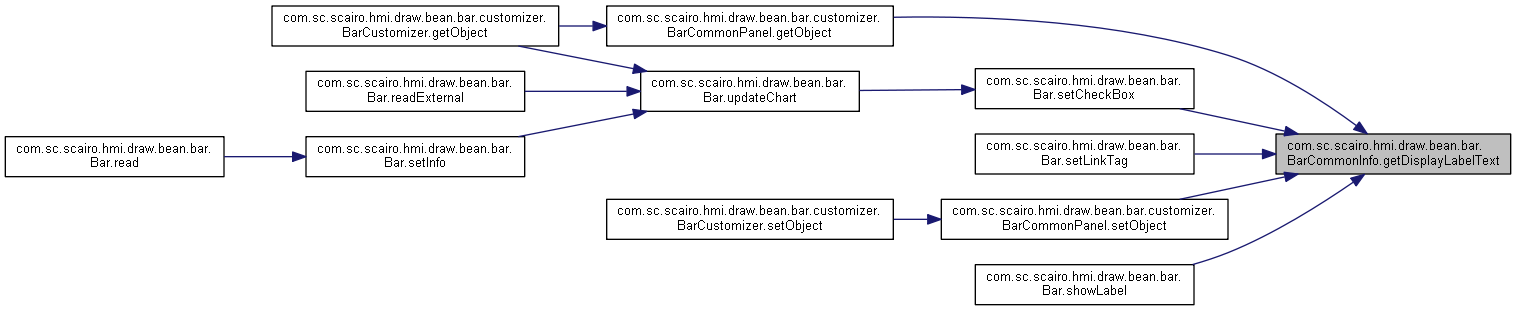 com.sc.scairo.hmi.draw.bean.bar.customizer.
BarCustomizer.getObject
com.sc.scairo.hmi.draw.bean.bar.customizer.
BarCommonPanel.getObject
com.sc.scairo.hmi.draw.bean.bar.
Bar.readExternal
com.sc.scairo.hmi.draw.bean.bar.
Bar.updateChart
com.sc.scairo.hmi.draw.bean.bar.
Bar.setCheckBox
com.sc.scairo.hmi.draw.bean.bar.
Bar.read
com.sc.scairo.hmi.draw.bean.bar.
Bar.setInfo
com.sc.scairo.hmi.draw.bean.bar.
Bar.setLinkTag
com.sc.scairo.hmi.draw.bean.bar.
BarCommonInfo.getDisplayLabelText
com.sc.scairo.hmi.draw.bean.bar.customizer.
BarCustomizer.setObject
com.sc.scairo.hmi.draw.bean.bar.customizer.
BarCommonPanel.setObject
com.sc.scairo.hmi.draw.bean.bar.
Bar.showLabel